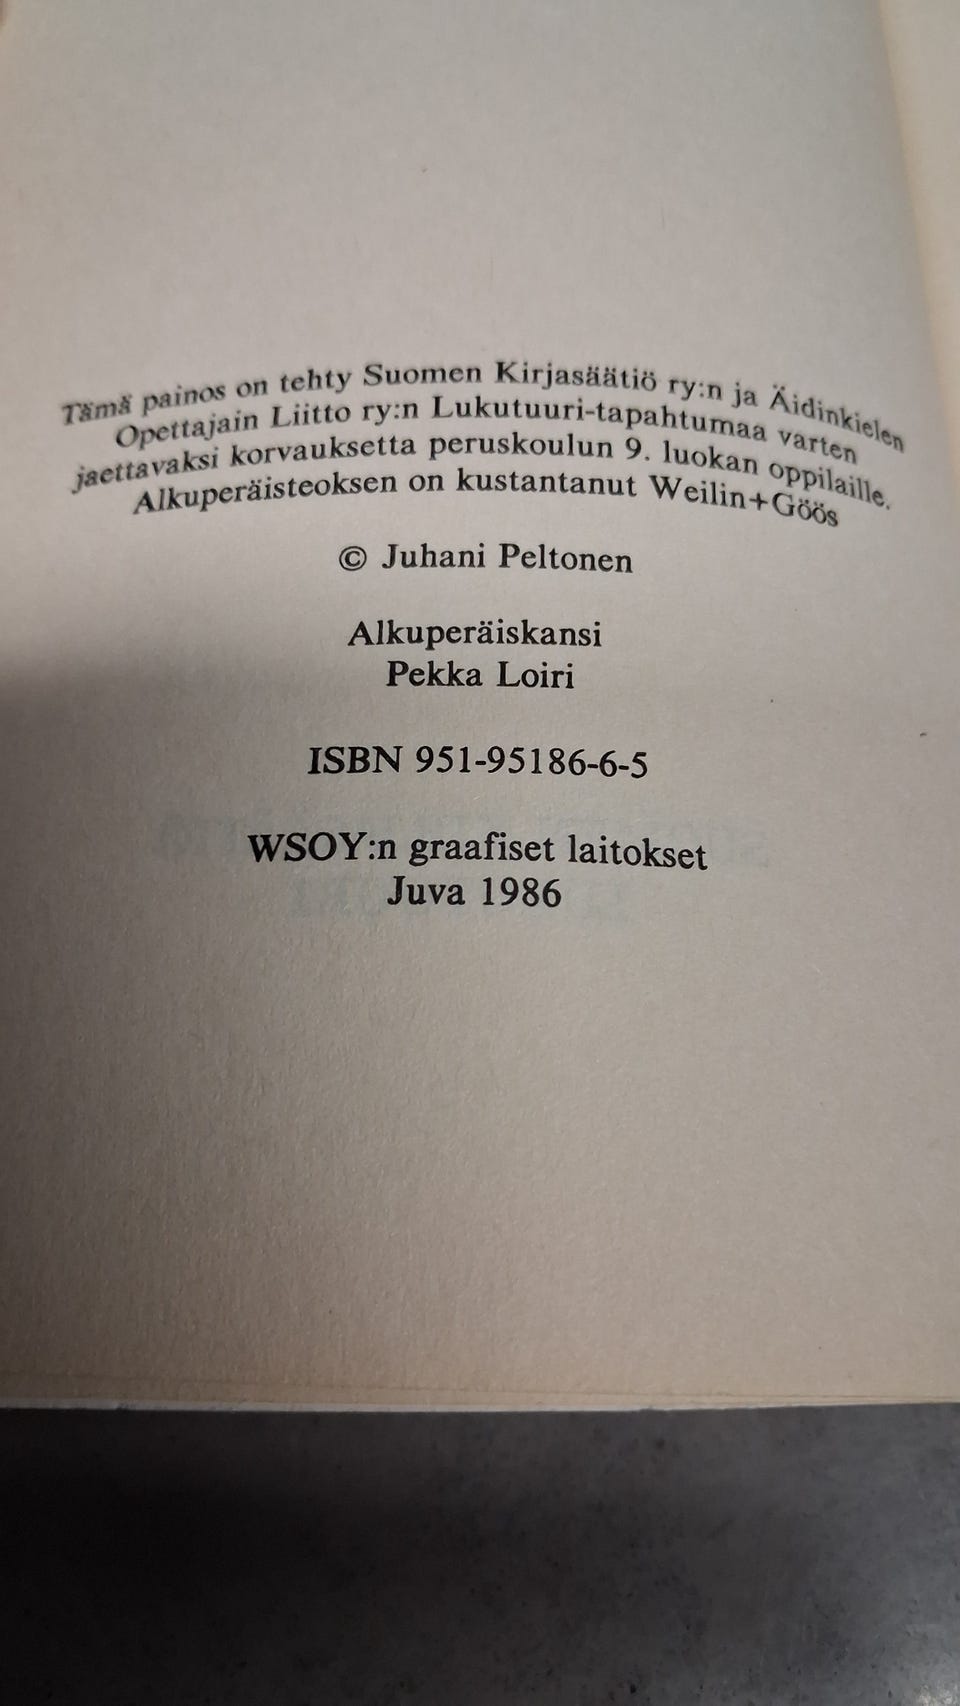 Tämä painos on tehty Suomen Kirjasäätiö ry:n ja Äidinkielen
Opettajain Liitto ry:n Lukutuuri-tapahtumaa varten
jaettavaksi korvauksetta peruskoulun 9. luokan oppilaille.
Alkuperäisteoksen on kustantanut Weilin+Göös
© Juhani Peltonen
Alkuperäiskansi
Pekka Loiri
ISBN 951-95186-6-5
WSOY:n graafiset laitokset
Juva 1986